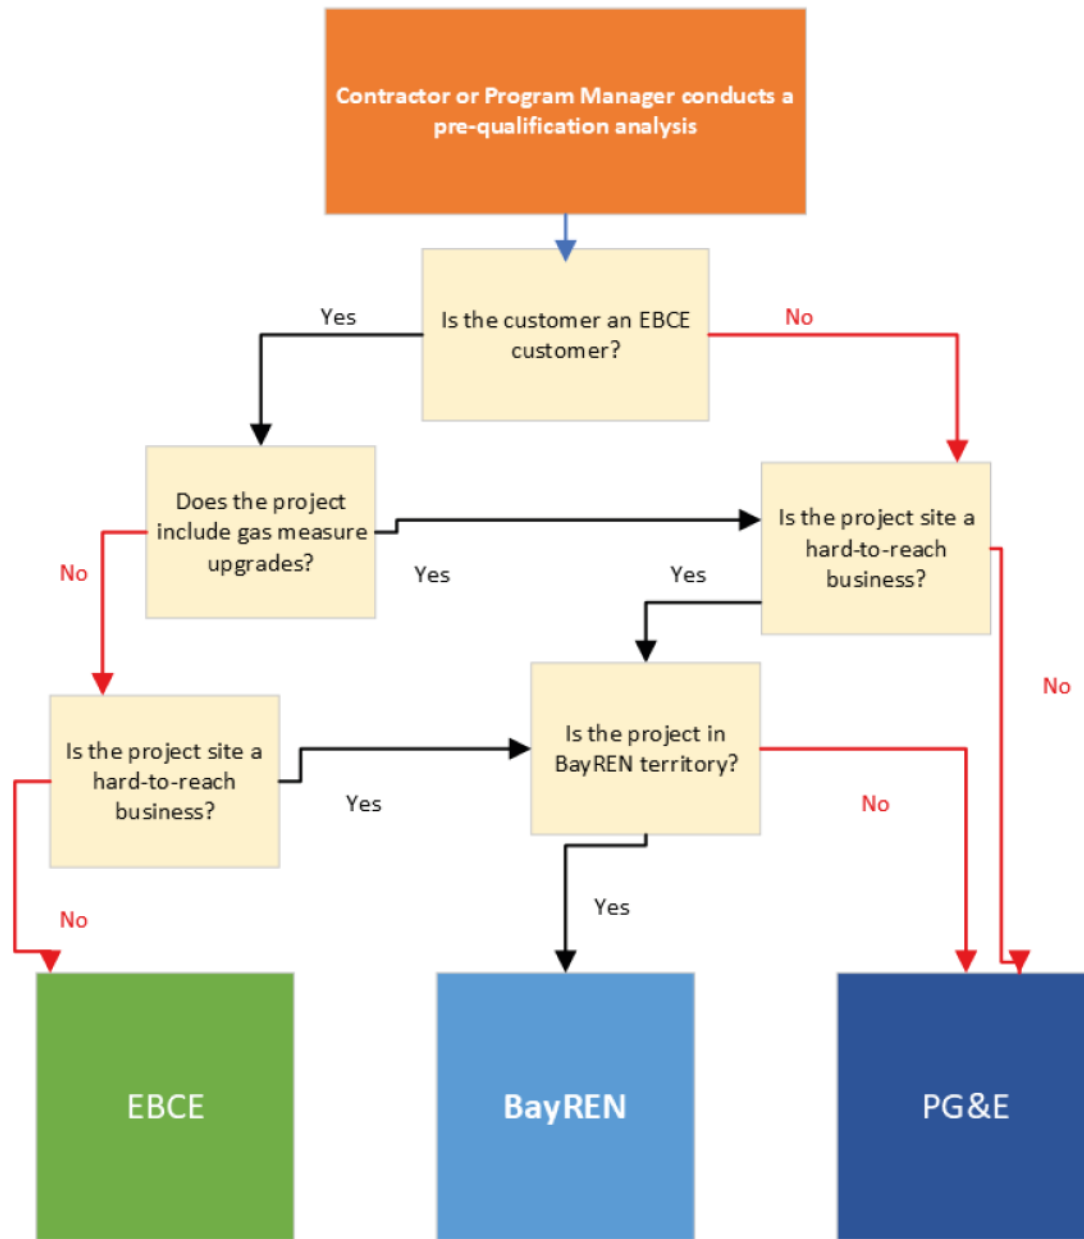 Contractor or Program Manager conducts a
pre-qualification analysis
Is the customer an EBCE
customer?
Yes
No
Does the project
include gas measure
upgrades?
Is the project site a
hard-to-reach
business?
No
Yes
Yes
No
Is the project site a
hard-to-reach
business?
Is the project in
BayREN territory?
Yes
No
No
Yes
EBCE
BayREN
PG&E